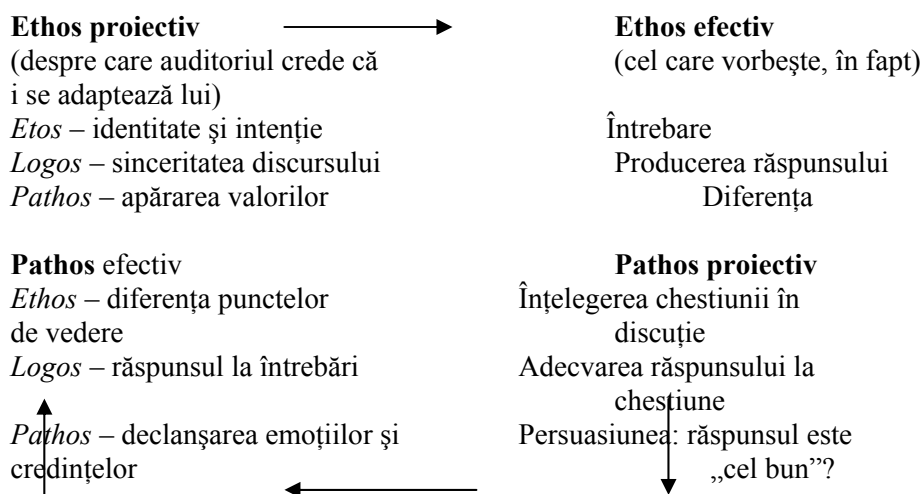 Ethos proiectiv Ethos efectiv
(despre care auditoriul crede că (cel care vorbeşte, în fapt)
i se adaptează lui)
Etos – identitate şi intenţie Întrebare
Logos – sinceritatea discursului Producerea răspunsului
Pathos – apărarea valorilor Diferenţa
Pathos efectiv Pathos proiectiv
Ethos – diferenţa punctelor Înţelegerea chestiunii în
de vedere discuţie
Logos – răspunsul la întrebări Adecvarea răspunsului la
chestiune
Pathos – declanşarea emoţiilor şi Persuasiunea: răspunsul este
credinţelor „cel bun”?